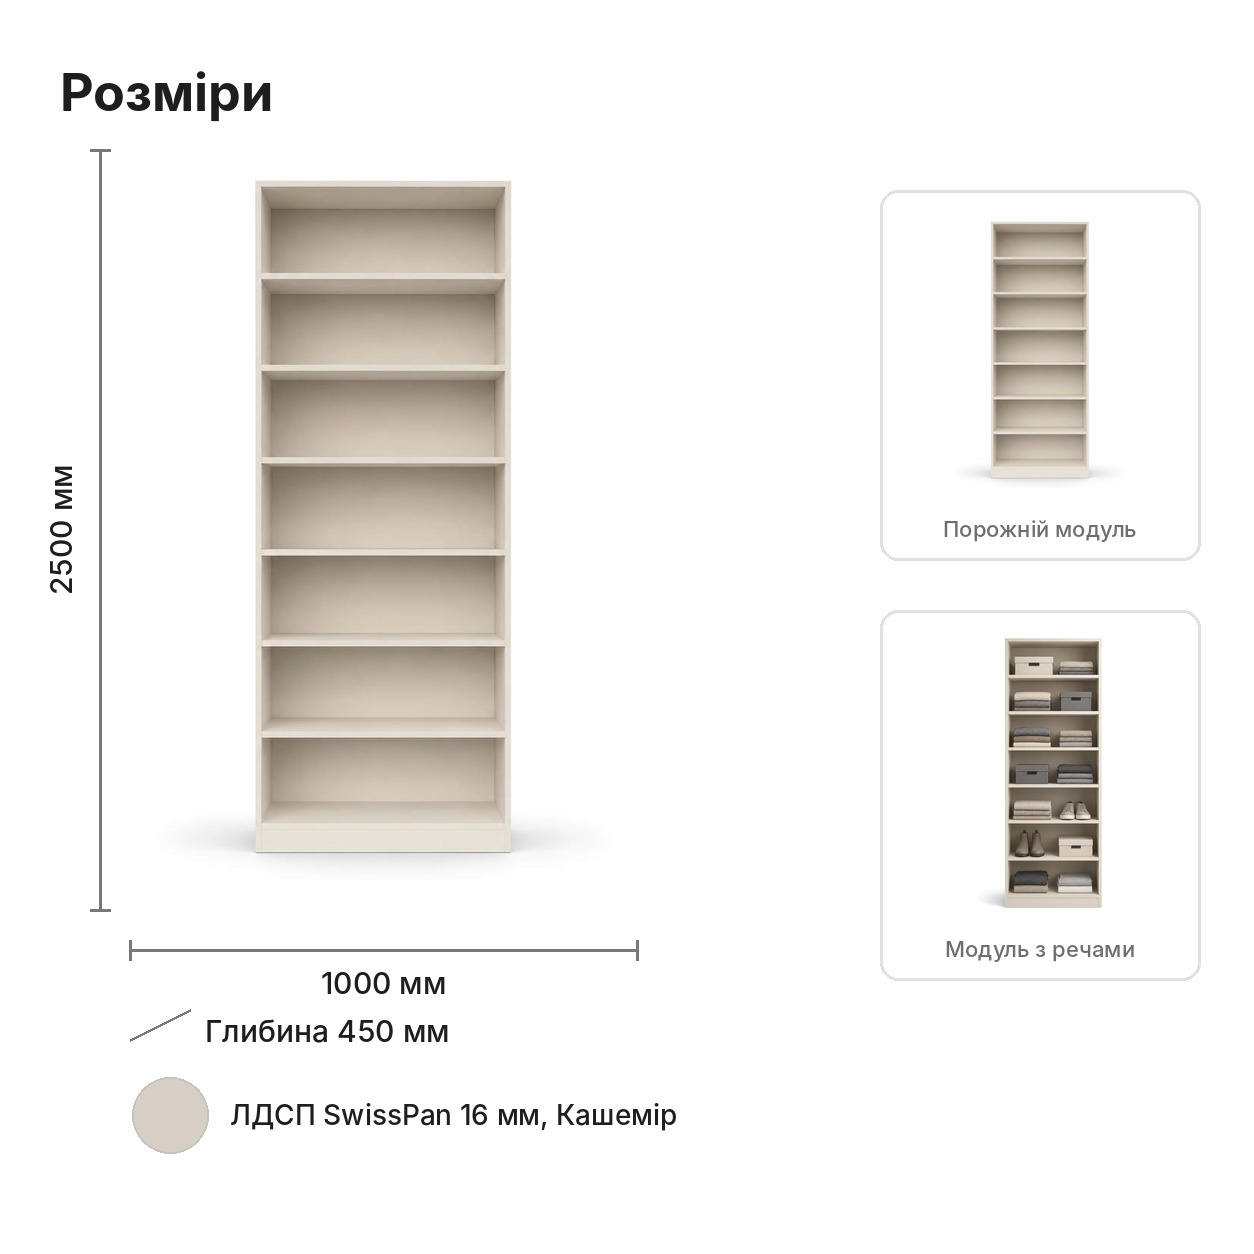 Розміри
2500 мм
1000 мм
Глибина 450 мм
ЛДСП SwissPan 16 мм, Кашемір
Порожній модуль
Модуль з речами